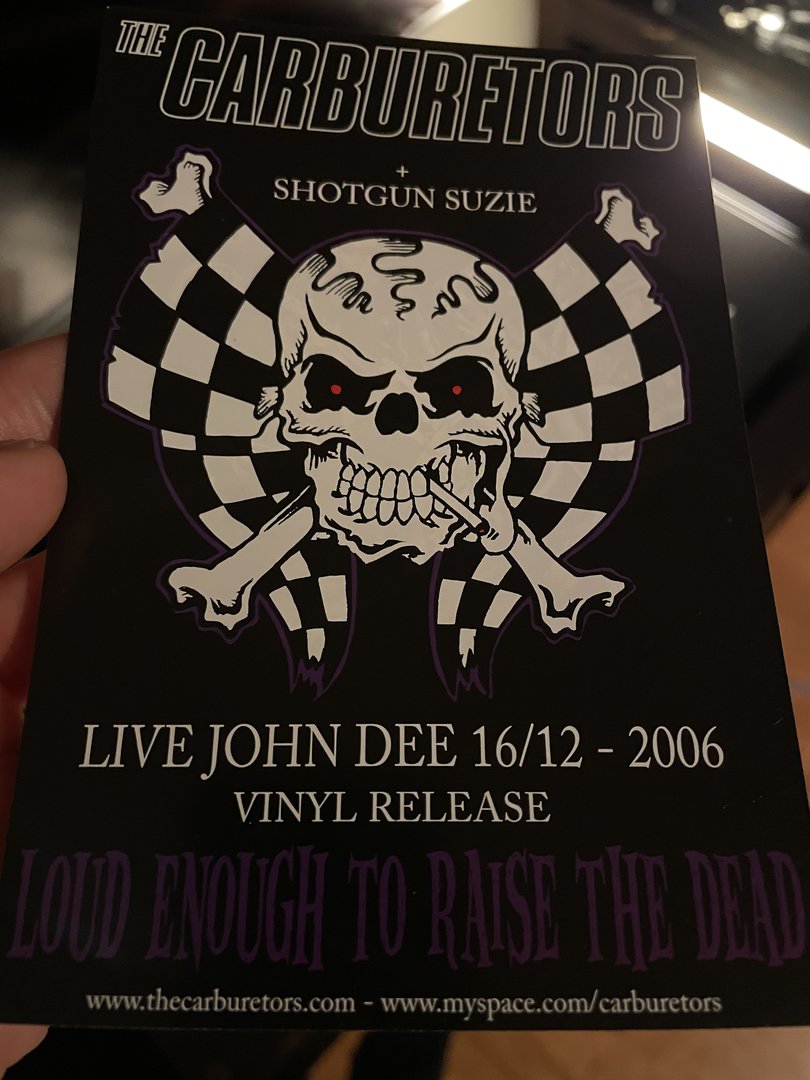 THE CARBURETORS
+
SHOTGUN SUZIE
LIVE JOHN DEE 16/12 - 2006
VINYL RELEASE
LOUD ENOUGH TO RAISE THE DEAD
www.thecarburetors.com - www.myspace.com/carburetors